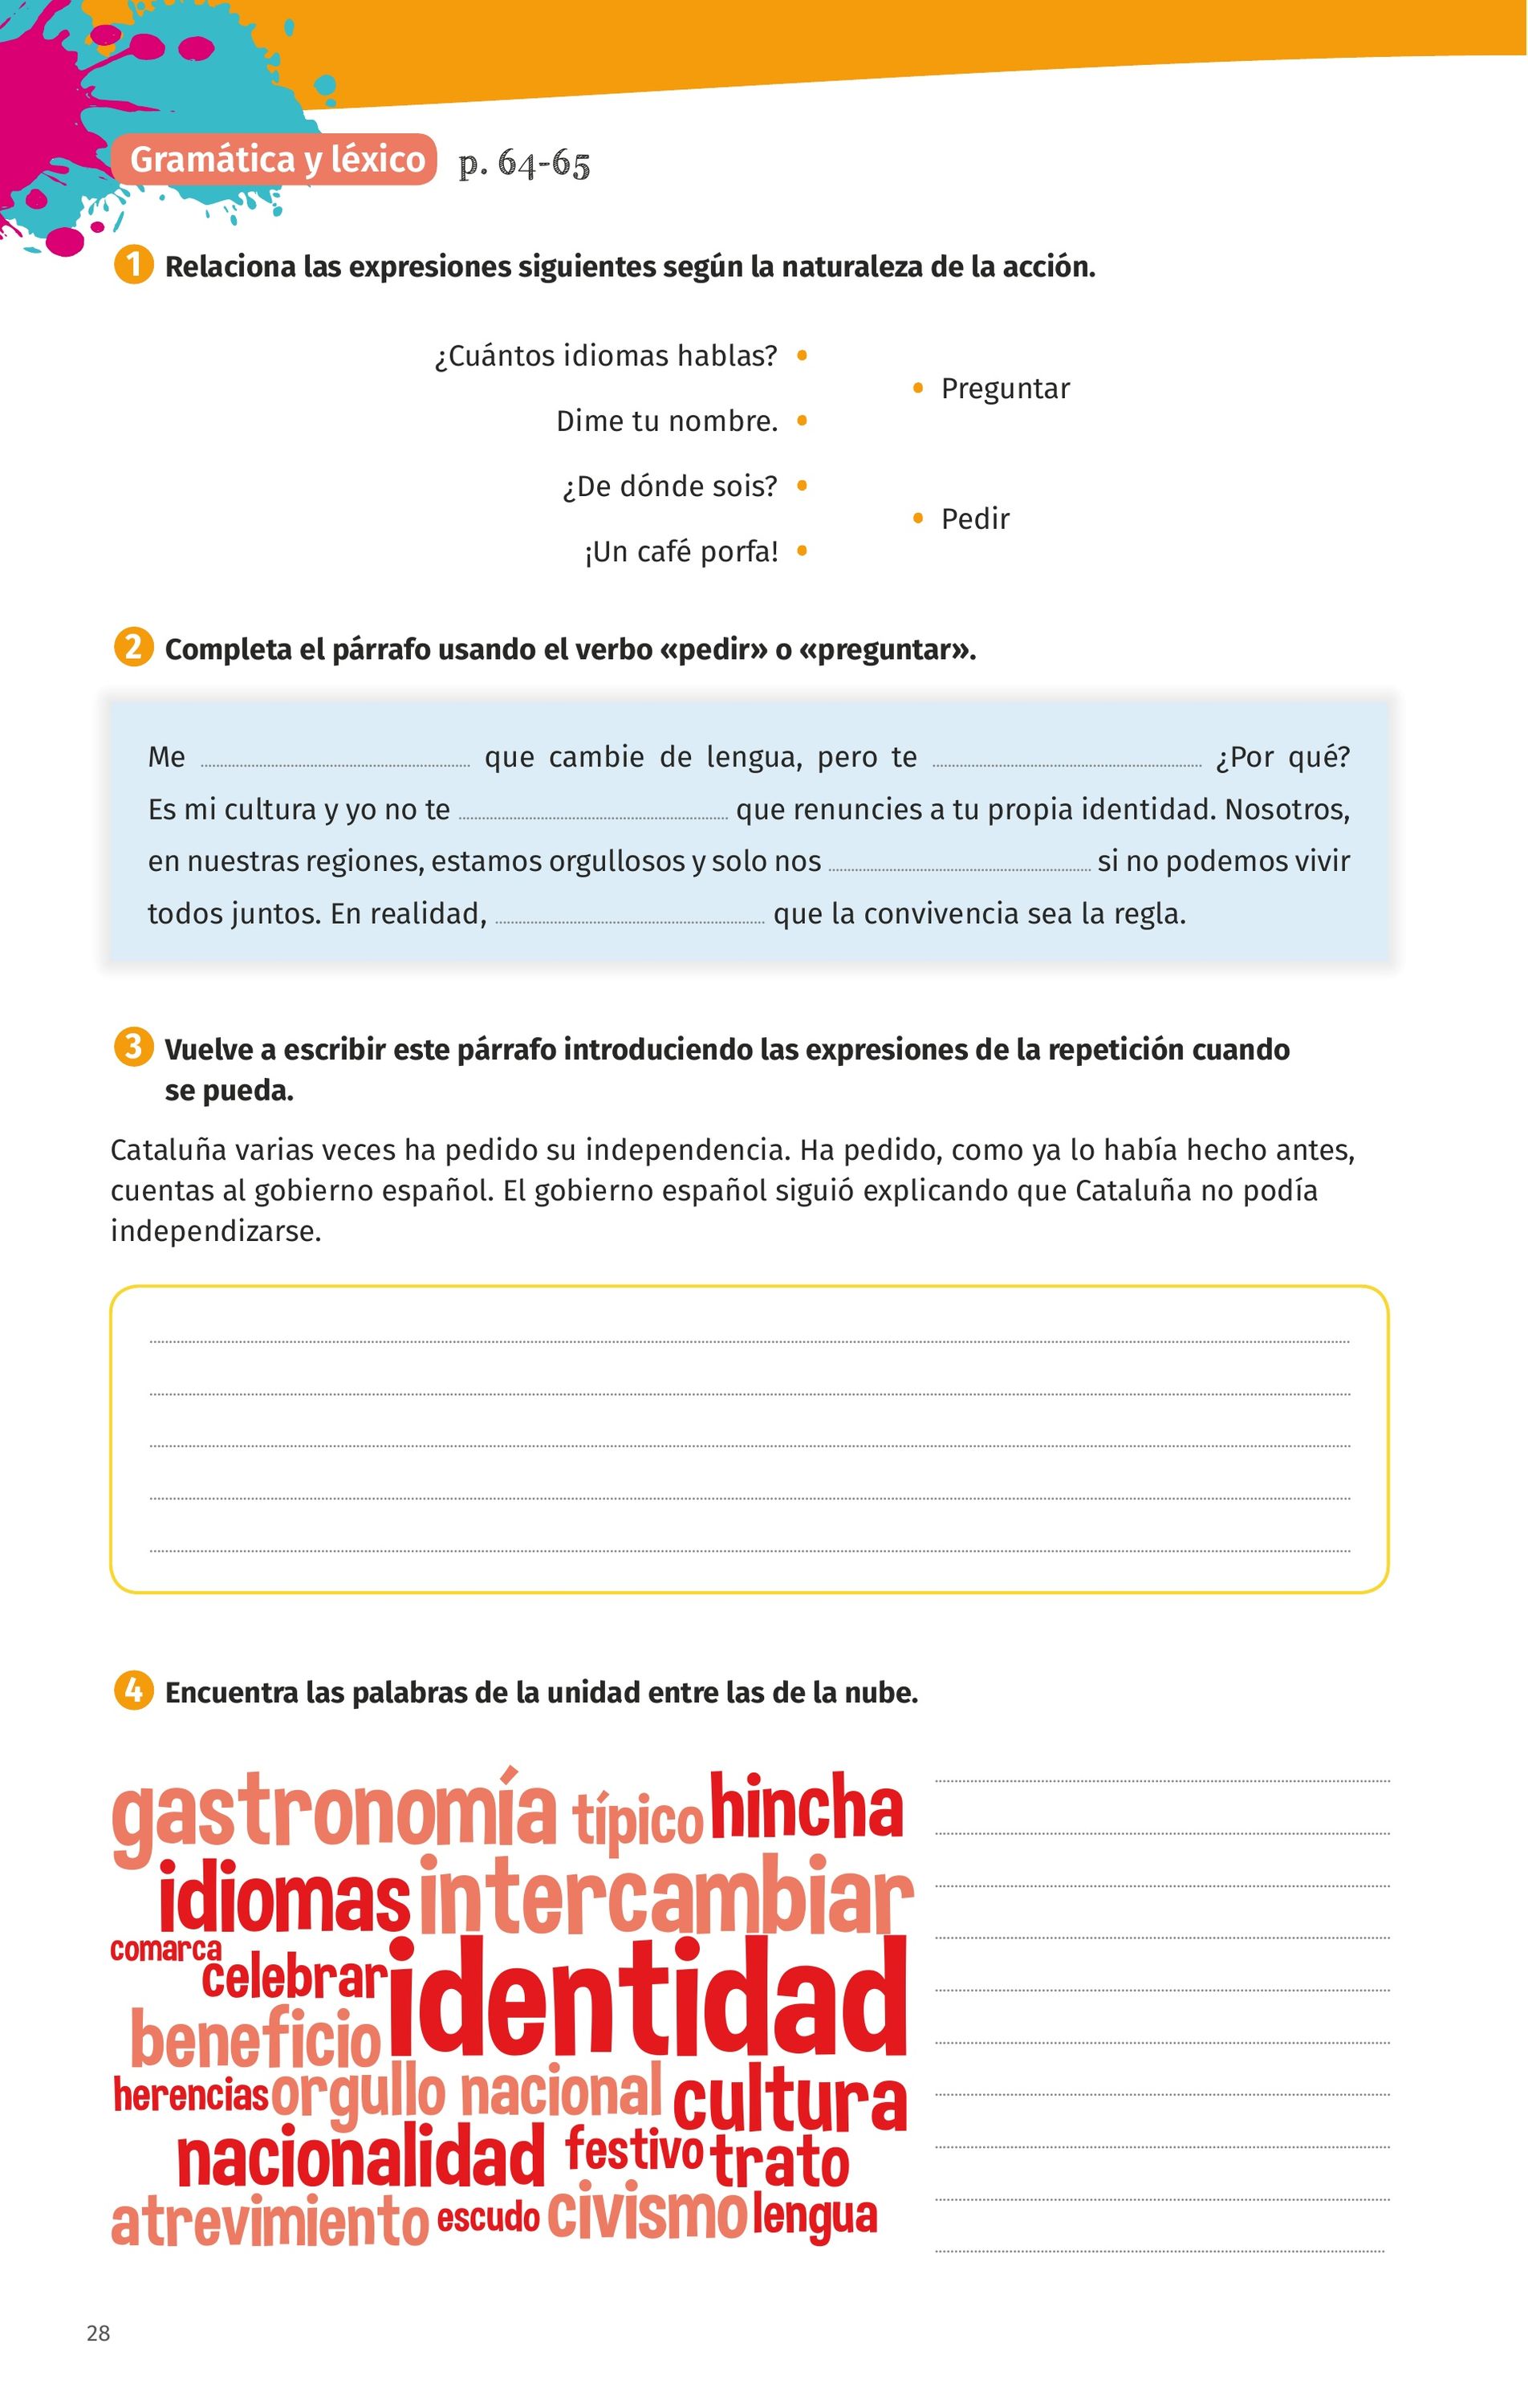 Gramática y léxico p. 64-65
1 Relaciona las expresiones siguientes según la naturaleza de la acción.
¿Cuántos idiomas hablas? •
• Preguntar
Dime tu nombre. •
¿De dónde sois? •
• Pedir
¡Un café porfa! •
2 Completa el párrafo usando el verbo «pedir» o «preguntar».
Me ........ que cambie de lengua, pero te ........ ¿Por qué?
Es mi cultura y yo no te ........ que renuncies a tu propia identidad. Nosotros,
en nuestras regiones, estamos orgullosos y solo nos ........ si no podemos vivir
todos juntos. En realidad, ........ que la convivencia sea la regla.
3 Vuelve a escribir este párrafo introduciendo las expresiones de la repetición cuando
se pueda.
Cataluña varias veces ha pedido su independencia. Ha pedido, como ya lo había hecho antes,
cuentas al gobierno español. El gobierno español siguió explicando que Cataluña no podía
independizarse.
4 Encuentra las palabras de la unidad entre las de la nube.
gastronomía típico hincha
idiomas intercambiar
comarca
celebrar identidad
beneficio
herencias orgullo nacional cultura
nacionalidad festivo trato
atrevimiento escudo civismo lengua
28